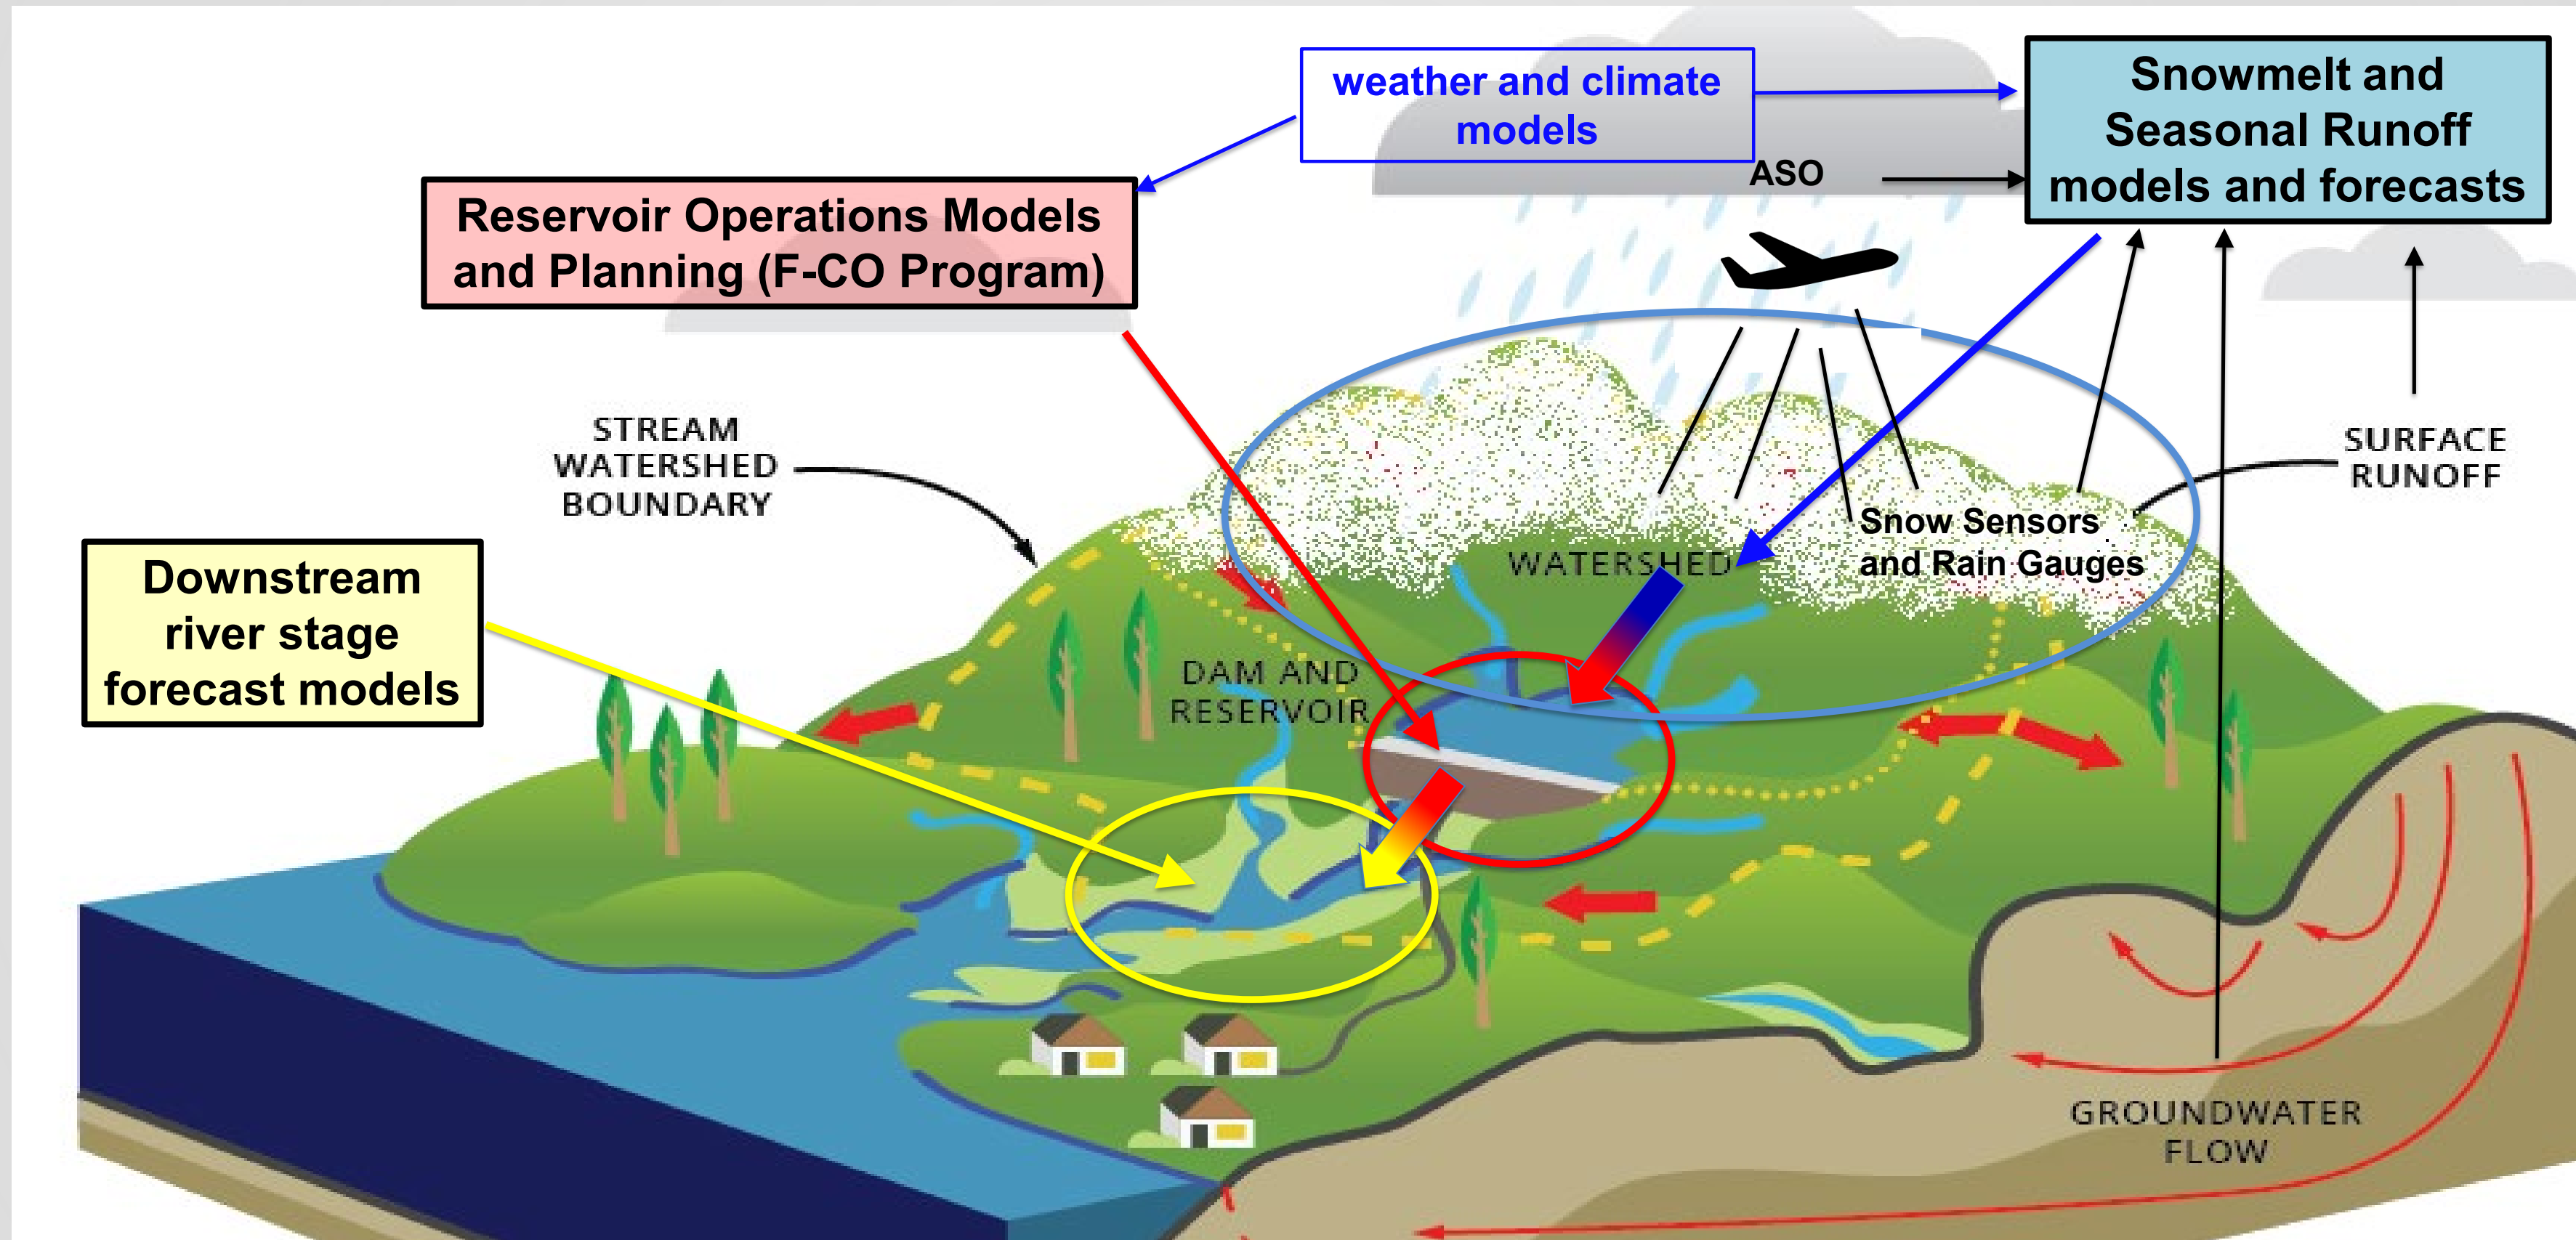 weather and climate
models
Snowmelt and
Seasonal Runoff
models and forecasts
ASO
Reservoir Operations Models
and Planning (F-CO Program)
STREAM
WATERSHED
BOUNDARY
SURFACE
RUNOFF
Snow Sensors
and Rain Gauges
WATERSHED
Downstream
river stage
forecast models
DAM AND
RESERVOIR
GROUNDWATER
FLOW